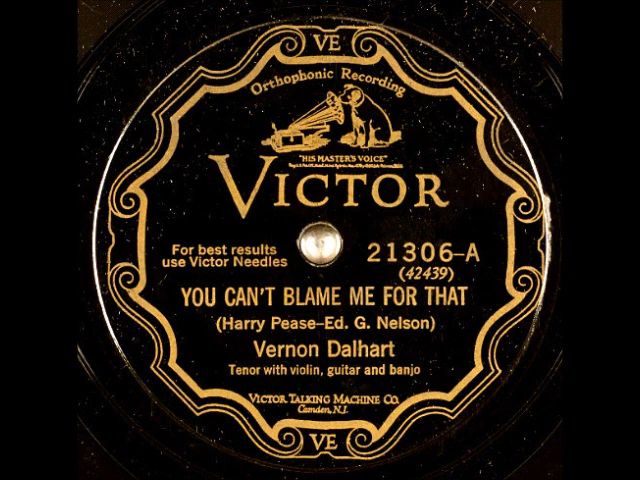 VE
Orthophonic Recording
"HIS MASTER'S VOICE"
VICTOR
For best results
use Victor Needles
21306-A
(42439)
YOU CAN'T BLAME ME FOR THAT
(Harry Pease-Ed. G. Nelson)
Vernon Dalhart
Tenor with violin, guitar and banjo
VICTOR TALKING MACHINE CO.
Camden, N.J.
VE